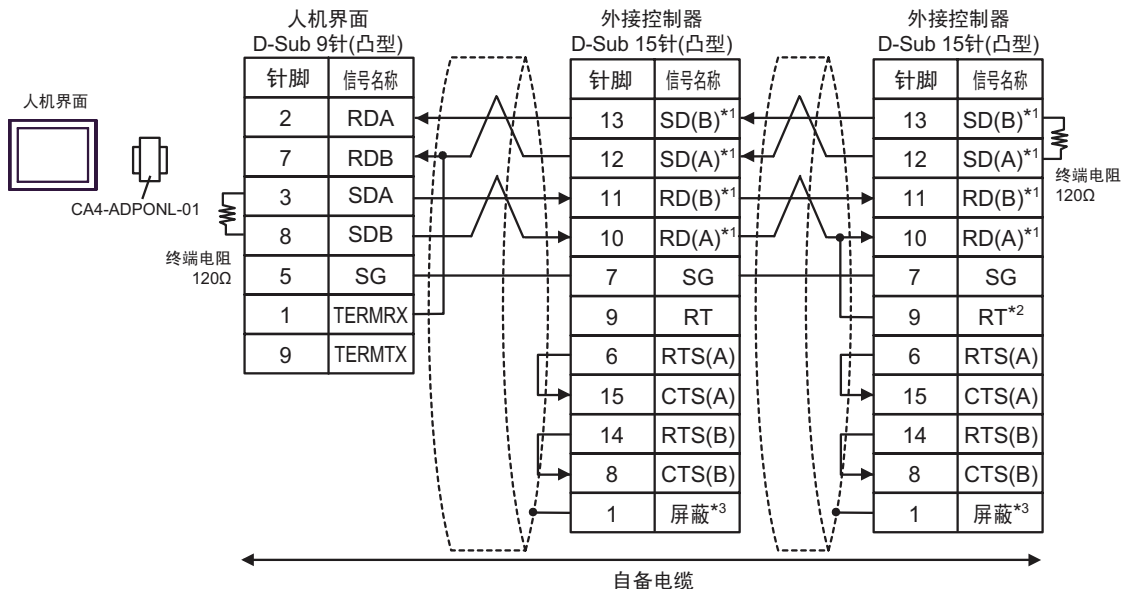 人机界面
CA4-ADPONL-01
终端电阻
120Ω
人机界面
D-Sub 9针(凸型)
针脚 信号名称
2 RDA
7 RDB
3 SDA
8 SDB
5 SG
1 TERMRX
9 TERMTX
外接控制器
D-Sub 15针(凸型)
针脚 信号名称
13 SD(B)*1
12 SD(A)*1
11 RD(B)*1
10 RD(A)*1
7 SG
9 RT
6 RTS(A)
15 CTS(A)
14 RTS(B)
8 CTS(B)
1 屏蔽*3
外接控制器
D-Sub 15针(凸型)
针脚 信号名称
13 SD(B)*1
12 SD(A)*1
11 RD(B)*1
10 RD(A)*1
7 SG
9 RT*2
6 RTS(A)
15 CTS(A)
14 RTS(B)
8 CTS(B)
1 屏蔽*3
终端电阻
120Ω
自备电缆